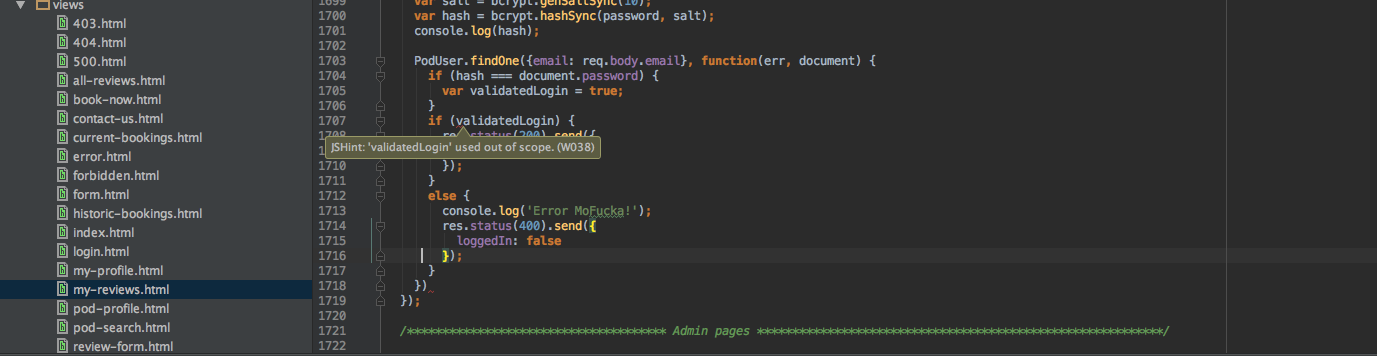 views
403.html
404.html
500.html
all-reviews.html
book-now.html
contact-us.html
current-bookings.html
error.html
forbidden.html
form.html
historic-bookings.html
index.html
login.html
my-profile.html
my-reviews.html
pod-profile.html
pod-search.html
review-form.html
1699 var salt = bcrypt.genSaltSync(10);
1700 var hash = bcrypt.hashSync(password, salt);
1701 console.log(hash);
1702
1703 PodUser.findOne({email: req.body.email}, function(err, document) {
1704 if (hash === document.password) {
1705 var validatedLogin = true;
1706 }
1707 if (validatedLogin) {
1708 res.status(200).send({
JSHint: 'validatedLogin' used out of scope. (W038)
1710 });
1711 }
1712 else {
1713 console.log('Error MoFucka!');
1714 res.status(400).send({
1715 loggedIn: false
1716 });
1717 }
1718 })
1719 });
1720
1721 /************************************* Admin pages **********************************************************/
1722